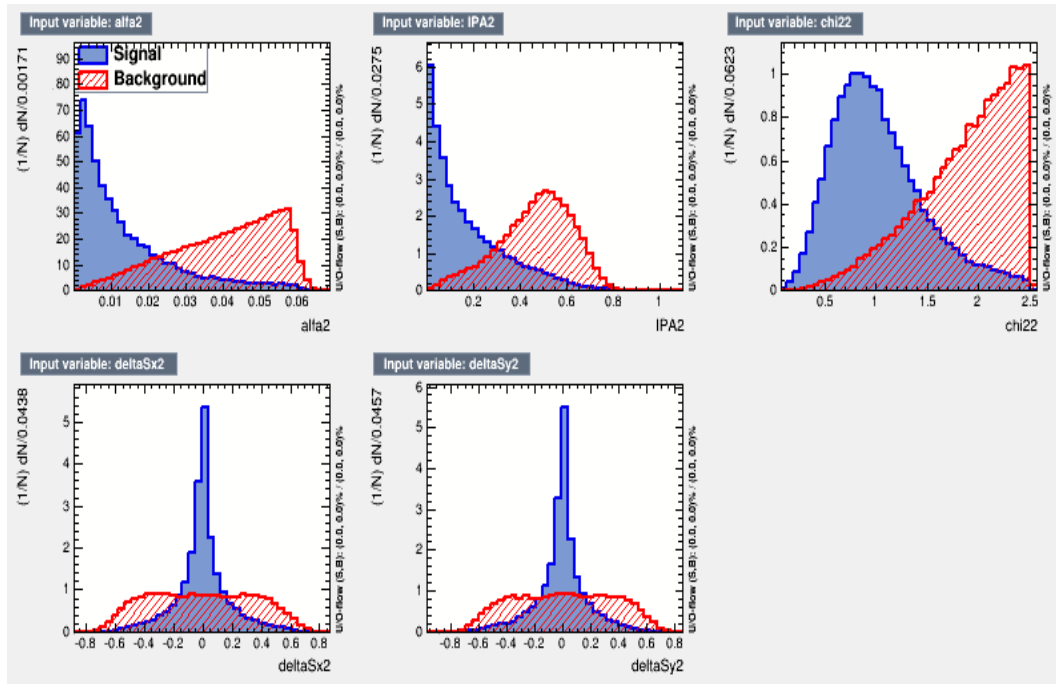 Input variable: alfa2
(1/N) dN/0.00171
90
80
70
60
50
40
30
20
10
0
Signal
Background
0.01 0.02 0.03 0.04 0.05 0.06
alfa2
U/O-flow (S,B): (0.0, 0.0)% / (0.0, 0.0)%
Input variable: IPA2
(1/N) dN/0.0275
6
5
4
3
2
1
0
0.2 0.4 0.6 0.8 1
IPA2
U/O-flow (S,B): (0.0, 0.0)% / (0.0, 0.0)%
Input variable: chi22
(1/N) dN/0.0623
1
0.8
0.6
0.4
0.2
0
0.5 1 1.5 2 2.5
chi22
U/O-flow (S,B): (0.0, 0.0)% / (0.0, 0.0)%
Input variable: deltaSx2
(1/N) dN/0.0438
5
4
3
2
1
0
-0.8 -0.6 -0.4 -0.2 0 0.2 0.4 0.6 0.8
deltaSx2
U/O-flow (S,B): (0.0, 0.0)% / (0.0, 0.0)%
Input variable: deltaSy2
(1/N) dN/0.0457
6
5
4
3
2
1
0
-0.8 -0.6 -0.4 -0.2 0 0.2 0.4 0.6 0.8
deltaSy2
U/O-flow (S,B): (0.0, 0.0)% / (0.0, 0.0)%